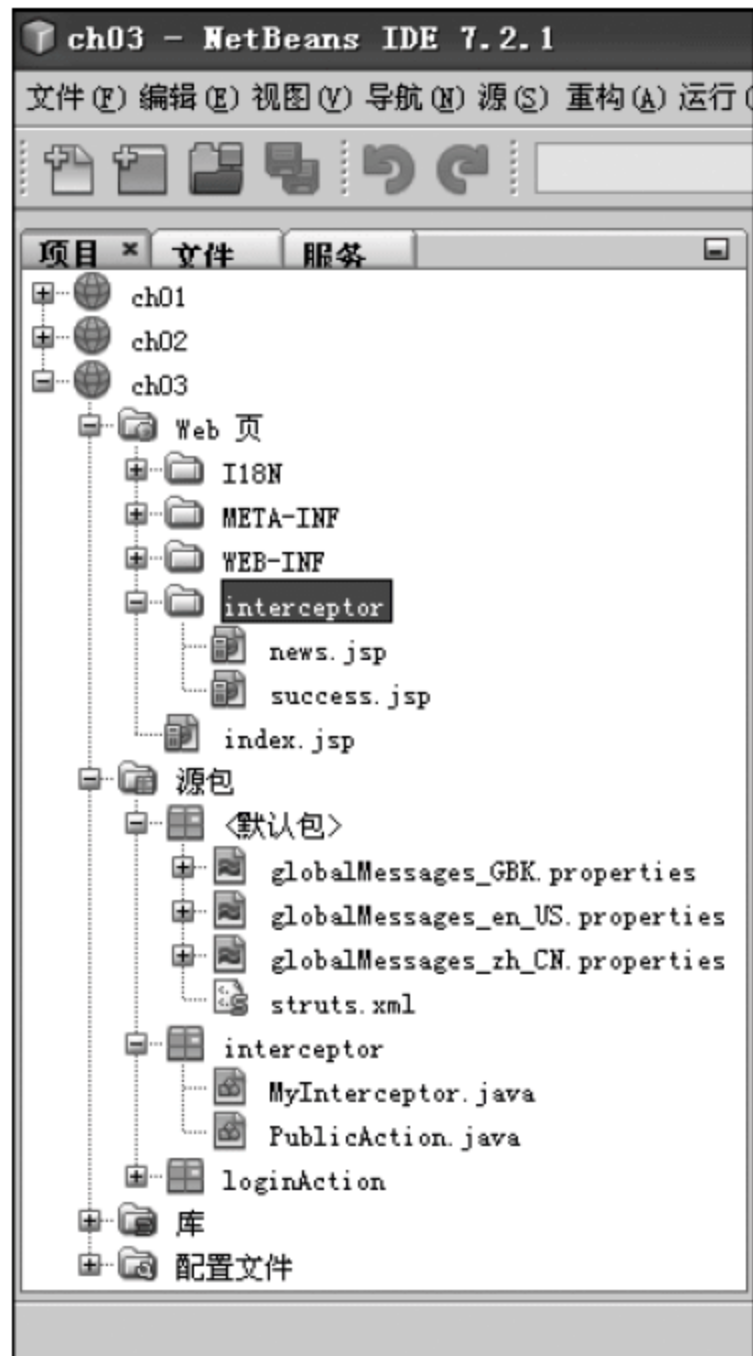 ch03 - NetBeans IDE 7.2.1
文件(F) 编辑(E) 视图(V) 导航(N) 源(S) 重构(A) 运行(
项目 × 文件 服务
ch01
ch02
ch03
Web 页
I18N
META-INF
WEB-INF
interceptor
news.jsp
success.jsp
index.jsp
源包
<默认包>
globalMessages_GBK.properties
globalMessages_en_US.properties
globalMessages_zh_CN.properties
struts.xml
interceptor
MyInterceptor.java
PublicAction.java
loginAction
库
配置文件